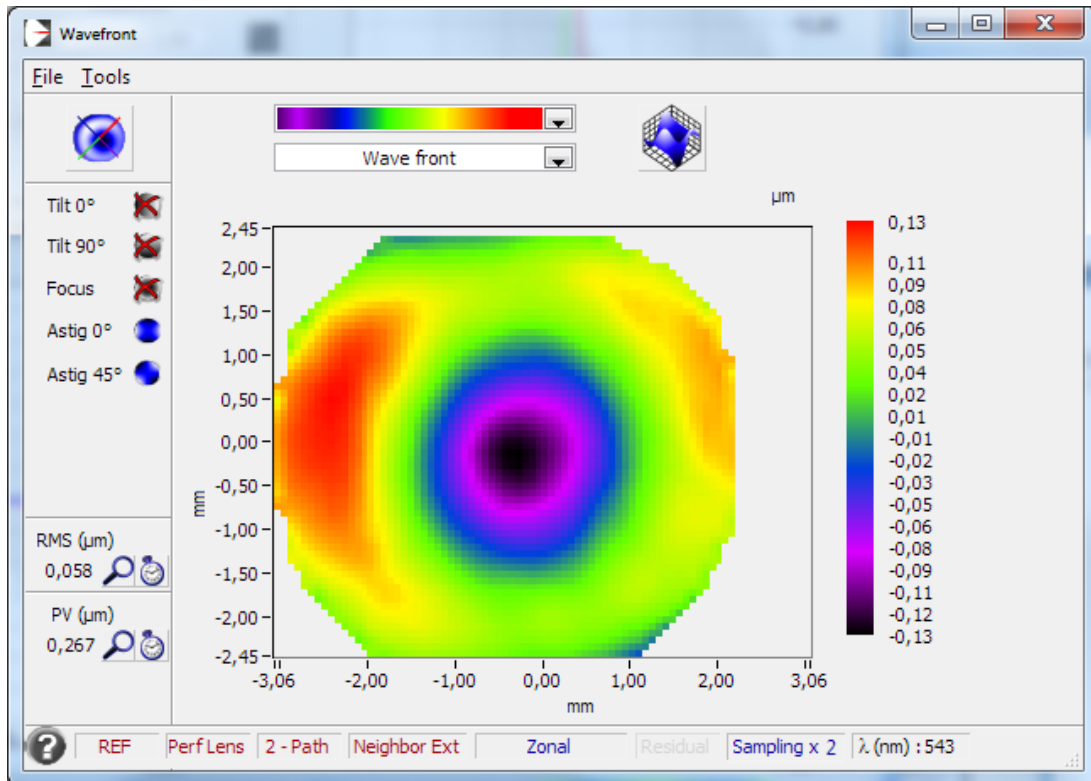 Wavefront
File Tools
Wave front
µm
Tilt 0°
Tilt 90°
Focus
Astig 0°
Astig 45°
RMS (µm)
0,058
PV (µm)
0,267
2,45
2,00
1,50
1,00
0,50
0,00
-0,50
-1,00
-1,50
-2,00
-2,45
mm
-3,06 -2,00 -1,00 0,00 1,00 2,00 3,06
mm
0,13
0,11
0,09
0,08
0,06
0,05
0,04
0,01
-0,01
-0,02
-0,03
-0,05
-0,06
-0,08
-0,09
-0,11
-0,12
-0,13
? REF Perf Lens 2 - Path Neighbor Ext Zonal Residual Sampling x 2 λ (nm) : 543